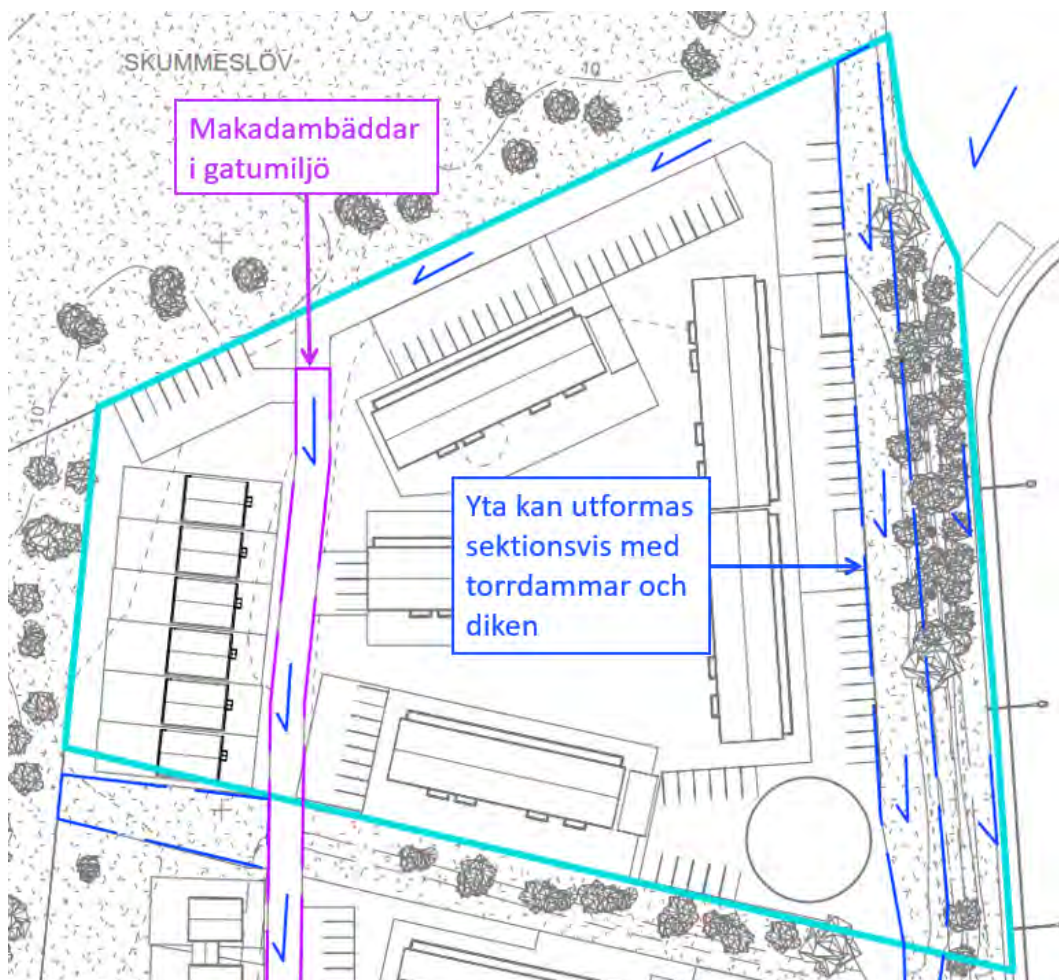 SKUMMESLÖV
10
Makadambäddar
i gatumiljö
10
Yta kan utformas
sektionsvis med
torrdammar och
diken